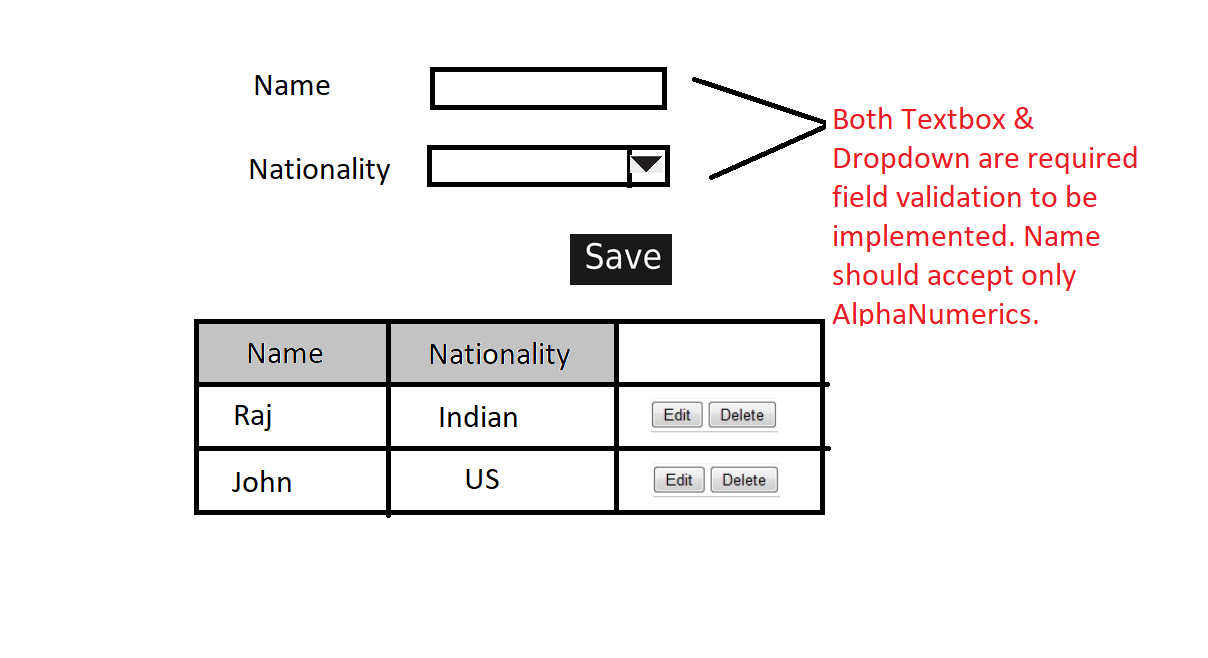 Name
Nationality
Save
Both Textbox &
Dropdown are required
field validation to be
implemented. Name
should accept only
AlphaNumerics.
Name Nationality
Raj Indian Edit Delete
John US Edit Delete